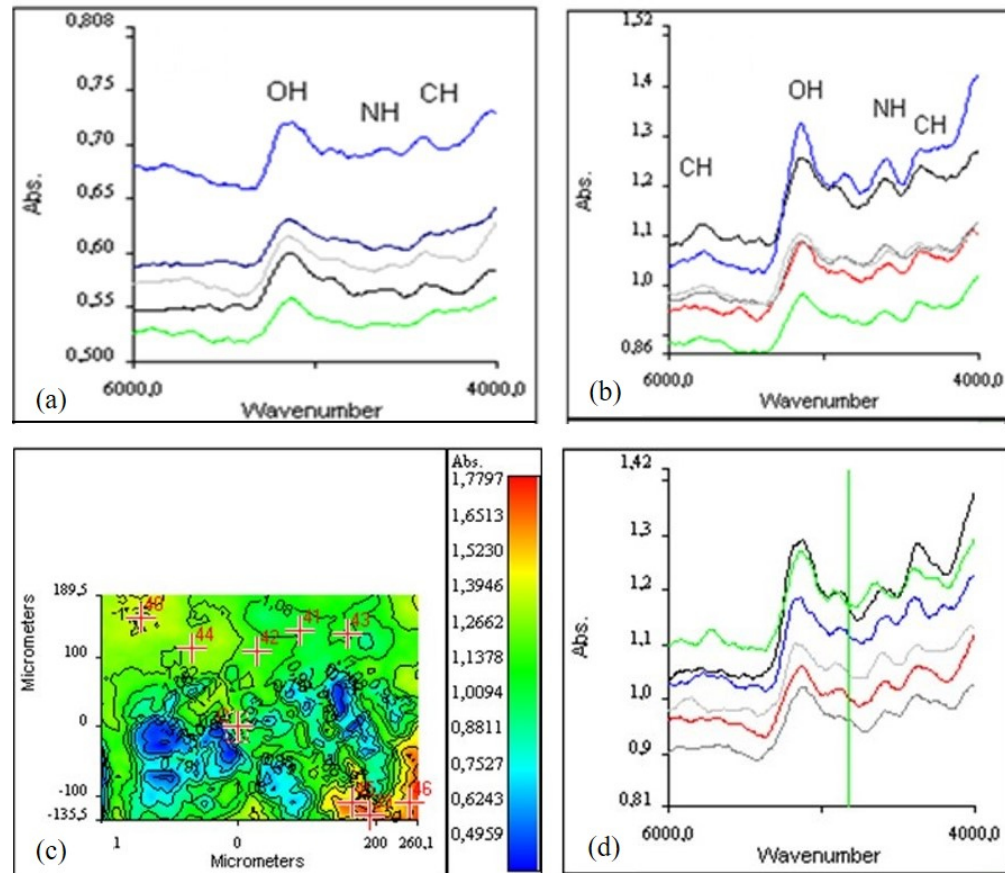 0,808
0,75
0,70
0,65
0,60
0,55
0,500
Abs.
OH
NH
CH
6000,0
4000,0
Wavenumber
(a)
1,52
1,4
1,3
1,2
1,1
1,0
0,86
Abs.
CH
OH
NH
CH
6000,0
4000,0
Wavenumber
(b)
189,5
100
0
-100
-135,5
Micrometers
1
0
200
260,1
Micrometers
44
42
41
43
46
Abs.
1,7797
1,6513
1,5230
1,3946
1,2662
1,1378
1,0094
0,8811
0,7527
0,6243
0,4959
(c)
1,42
1,3
1,2
1,1
1,0
0,9
0,81
Abs.
6000,0
4000,0
Wavenumber
(d)